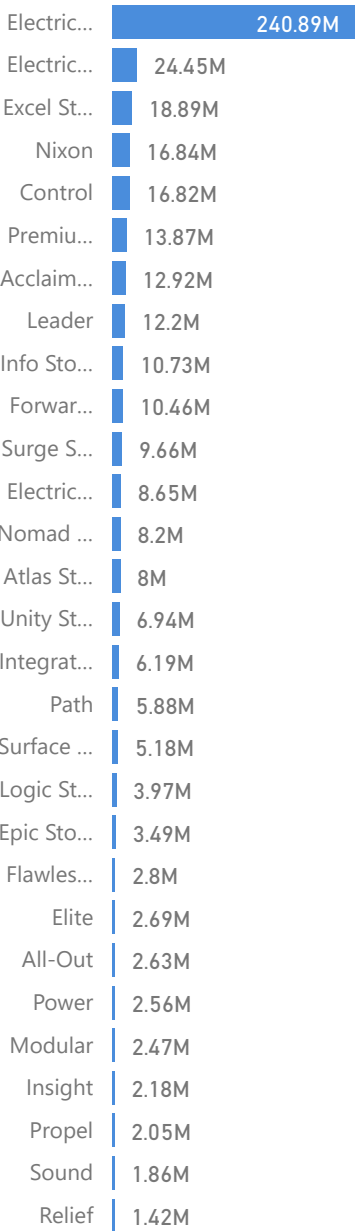 Electric... 240.89M
Electric... 24.45M
Excel St... 18.89M
Nixon 16.84M
Control 16.82M
Premiu... 13.87M
Acclaim... 12.92M
Leader 12.2M
Info Sto... 10.73M
Forwar... 10.46M
Surge S... 9.66M
Electric... 8.65M
Nomad ... 8.2M
Atlas St... 8M
Unity St... 6.94M
Integrat... 6.19M
Path 5.88M
Surface ... 5.18M
Logic St... 3.97M
Epic Sto... 3.49M
Flawles... 2.8M
Elite 2.69M
All-Out 2.63M
Power 2.56M
Modular 2.47M
Insight 2.18M
Propel 2.05M
Sound 1.86M
Relief 1.42M